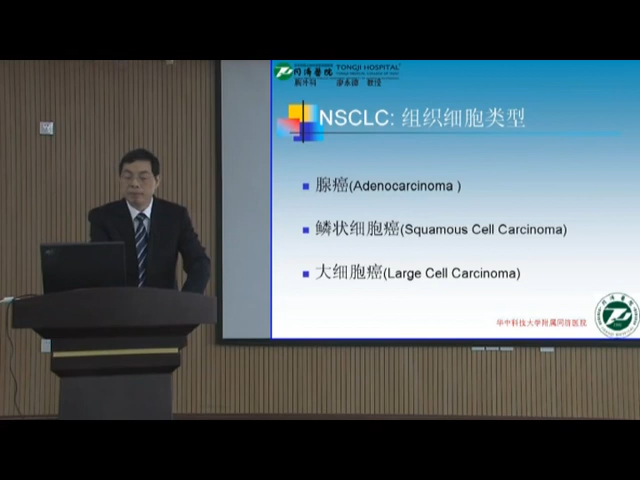 同济医院 TONGJI HOSPITAL
胸外科 教授
NSCLC: 组织细胞类型
腺癌(Adenocarcinoma )
鳞状细胞癌(Squamous Cell Carcinoma)
大细胞癌(Large Cell Carcinoma)
华中科技大学附属同济医院